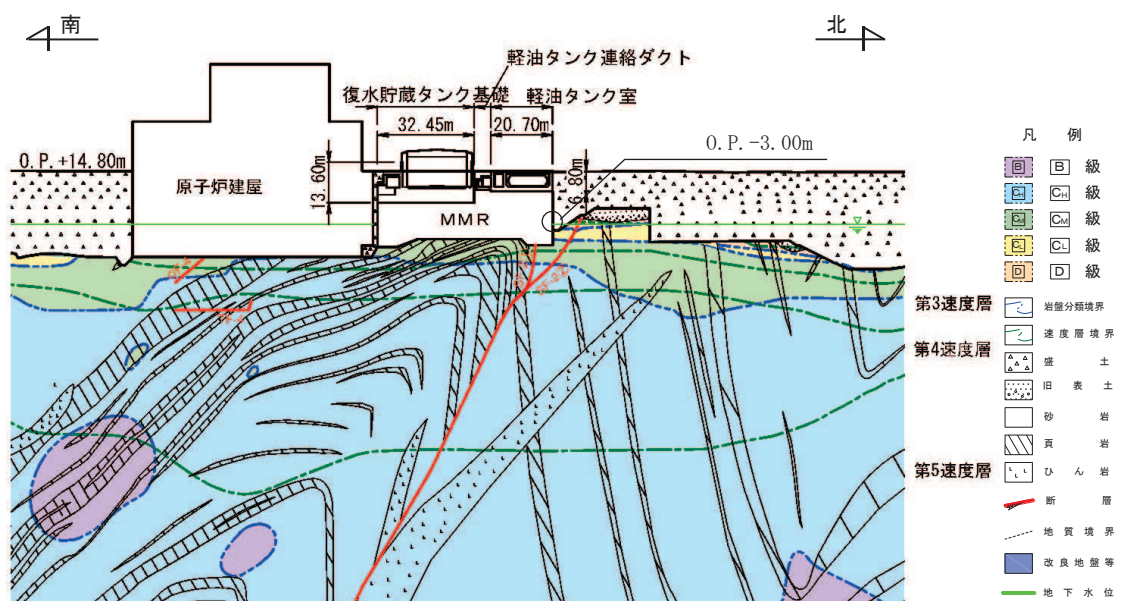 南
北
軽油タンク連絡ダクト
復水貯蔵タンク基礎
軽油タンク室
32.45m
20.70m
O.P.-3.00m
O.P.+14.80m
13.60m
6.80m
原子炉建屋
MMR
凡 例
B B 級
CH CH 級
CM CM 級
CL CL 級
D D 級
第3速度層
岩盤分類境界
速度層境界
第4速度層
盛 土
旧 表 土
砂 岩
頁 岩
第5速度層
ひ ん 岩
断 層
地 質 境 界
改 良 地 盤 等
地 下 水 位